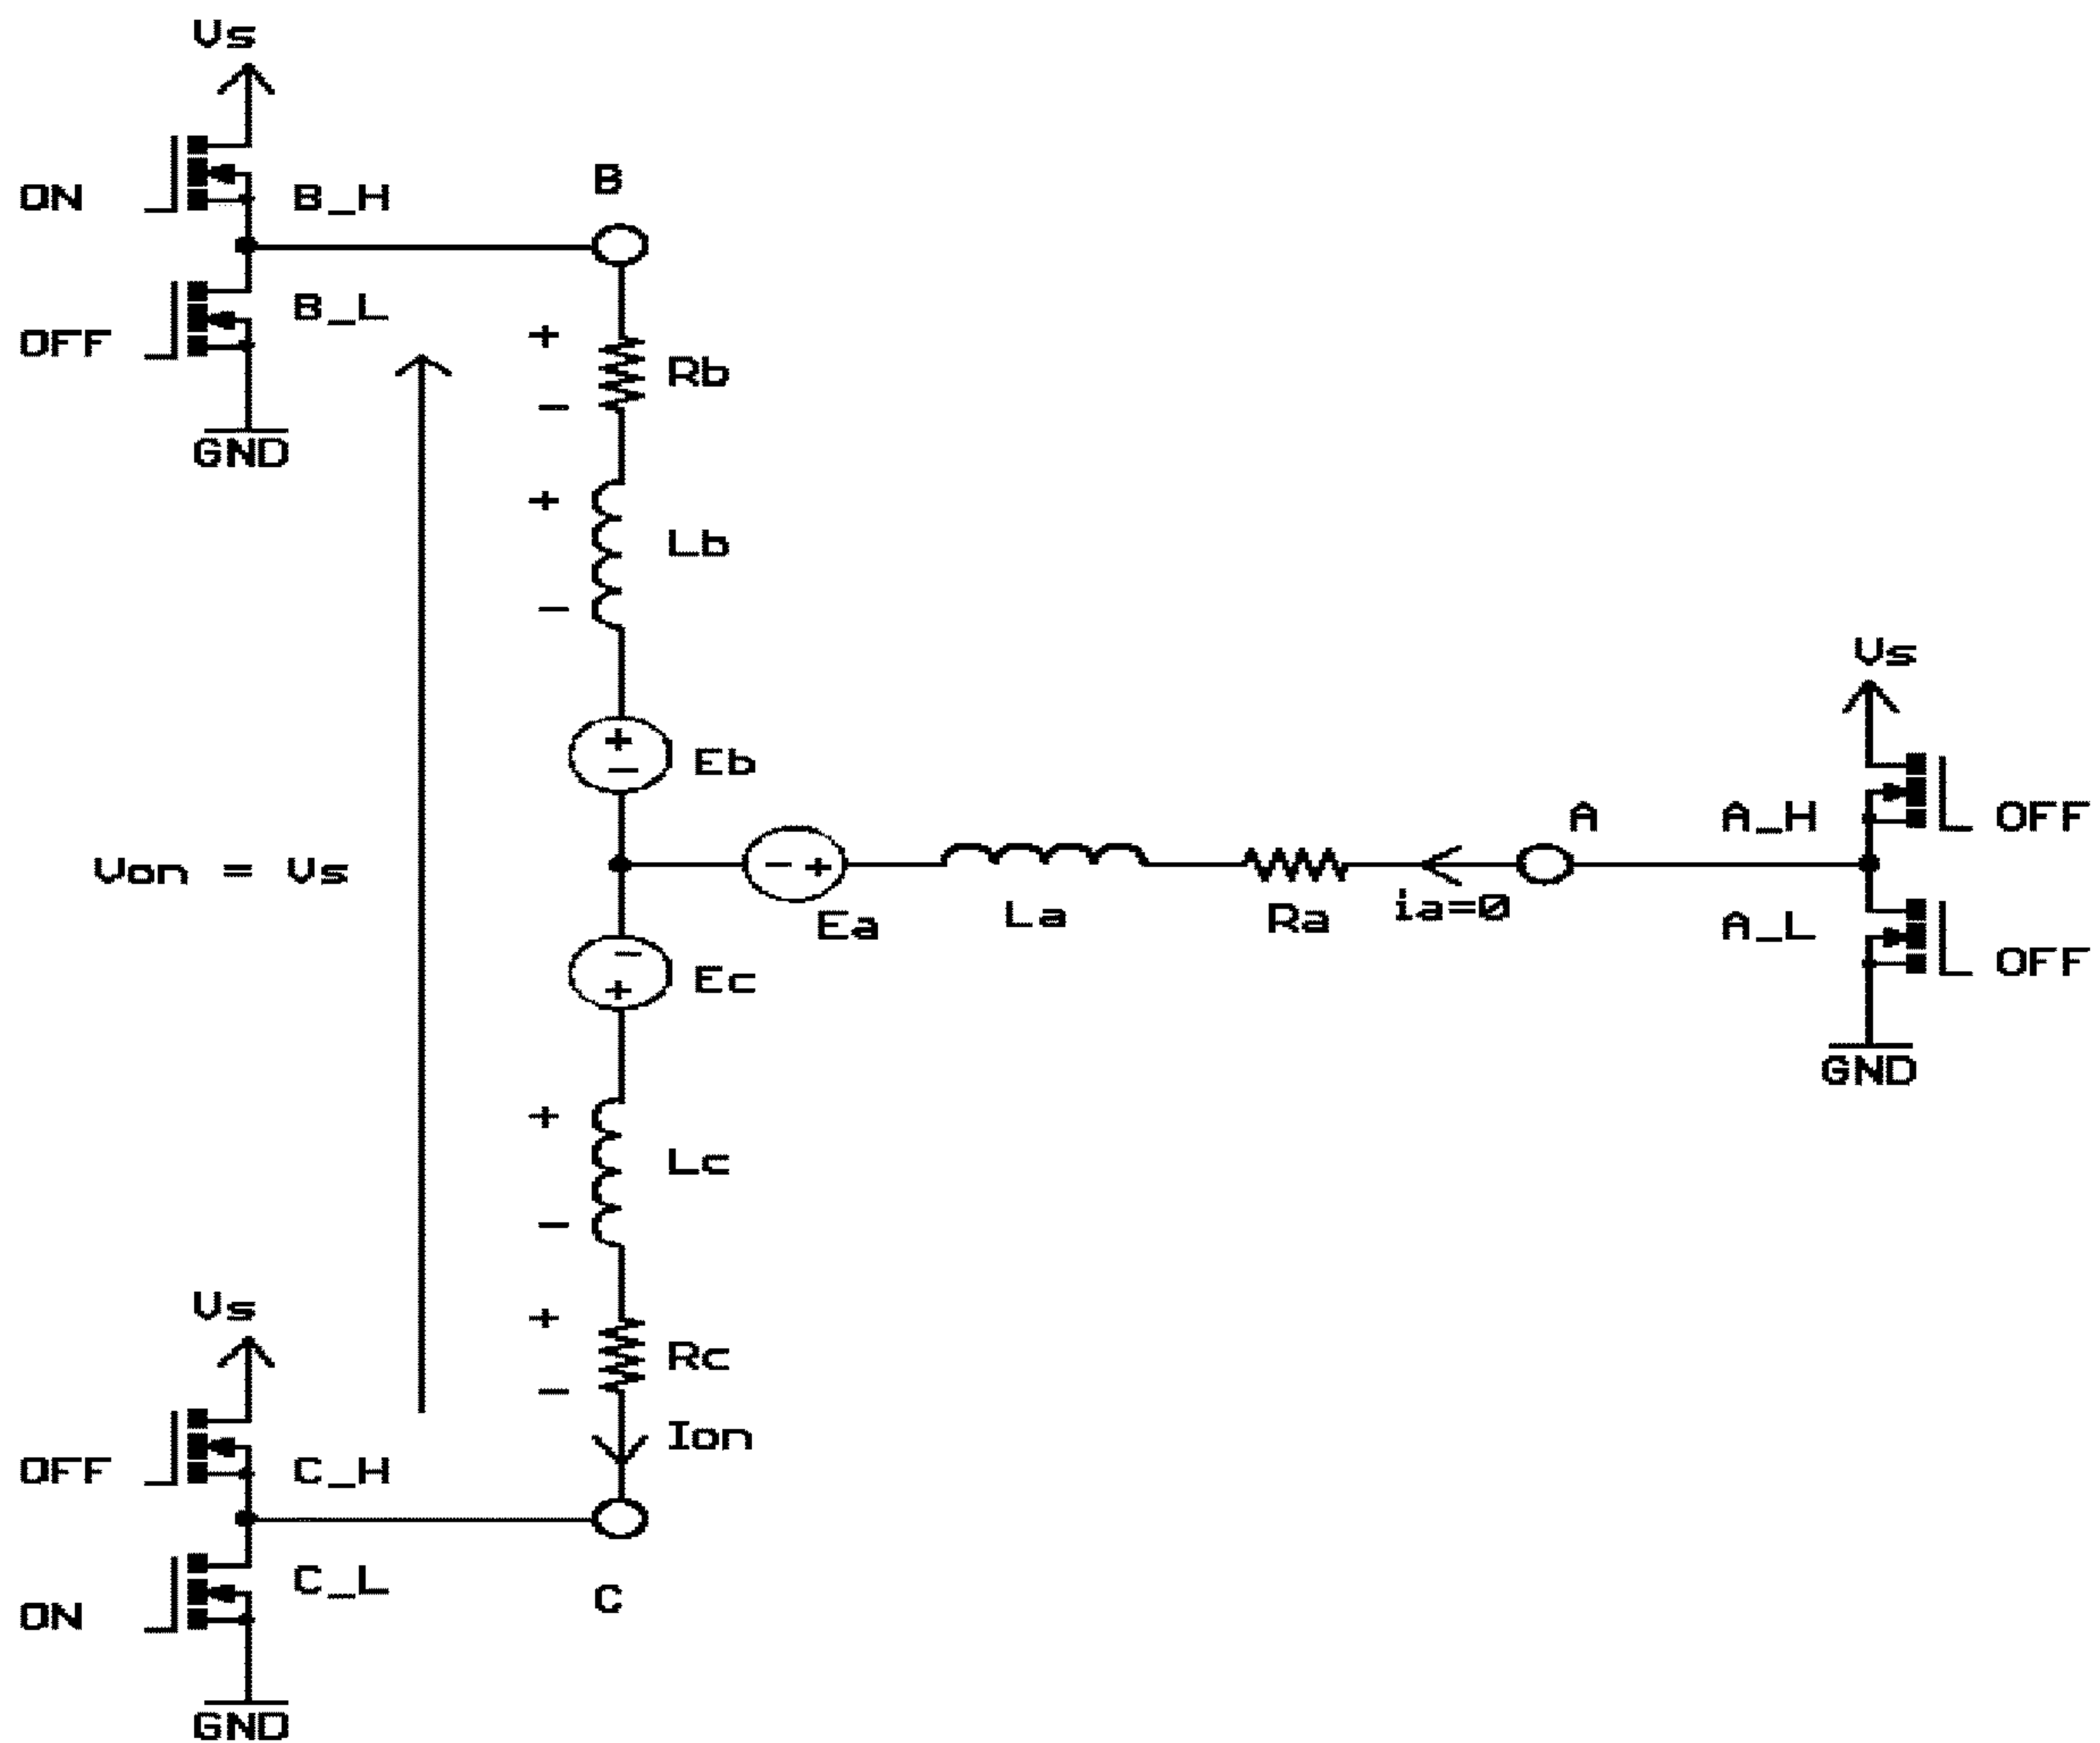 Vs
B
ON
B_H
B_L
OFF
+
Rb
-
GND
+
Lb
-
Vs
+
Eb
-
A
A_H
OFF
Von = Vs
- +
ia=0
Ea
La
Ra
A_L
OFF
-
Ec
+
GND
+
Lc
-
Vs
+
Rc
-
Ion
OFF
C_H
C_L
C
ON
GND